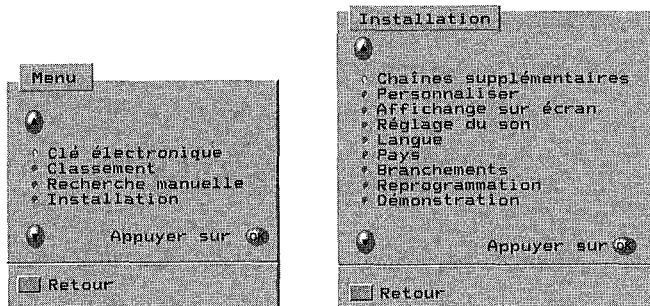 Menu
Clé électronique
Classement
Recherche manuelle
Installation
Appuyer sur OK
Retour
Installation
Chaînes supplémentaires
Personnaliser
Affichange sur écran
Réglage du son
Langue
Pays
Branchements
Reprogrammation
Démonstration
Appuyer sur OK
Retour